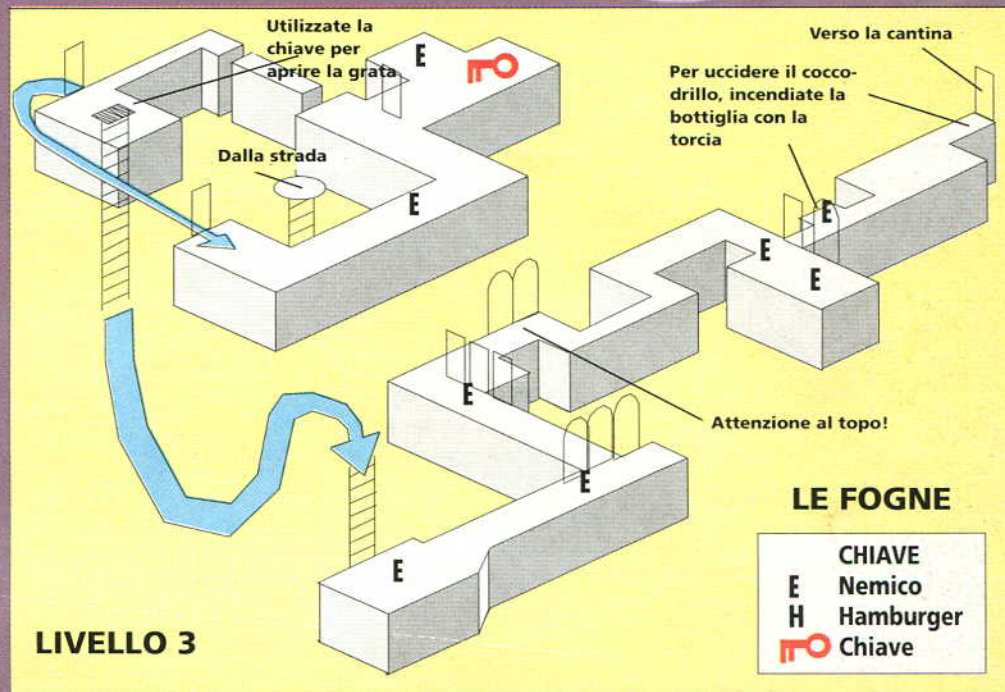 Utilizzate la
chiave per
aprire la grata
E
Verso la cantina
Per uccidere il cocco-
drillo, incendiate la
bottiglia con la
torcia
Dalla strada
E
E
E
E
Attenzione al topo!
E
E
E
LE FOGNE
CHIAVE
E Nemico
H Hamburger
Chiave
LIVELLO 3